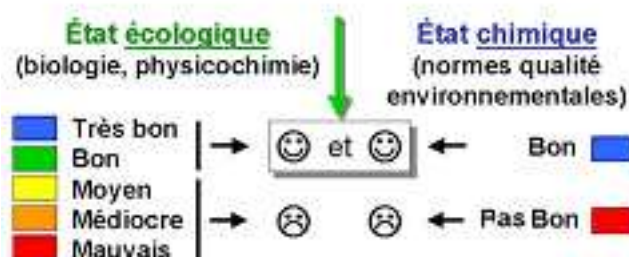 État écologique
(biologie, physicochimie)
État chimique
(normes qualité
environnementales)
Très bon
Bon
Moyen
Médiocre
Mauvais
et
Bon
Pas Bon